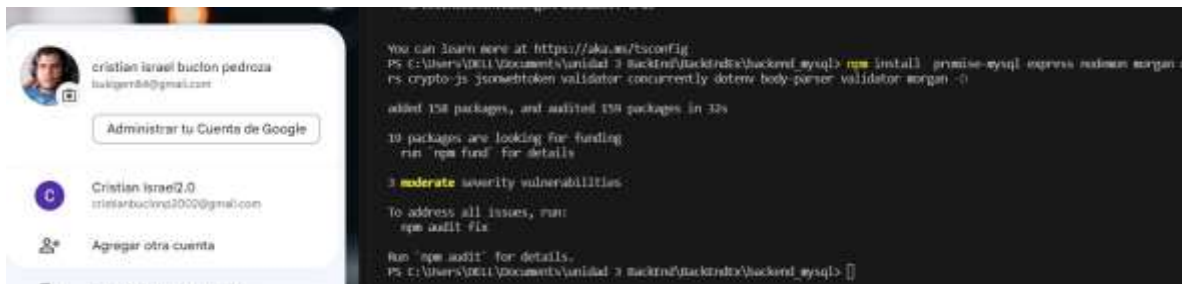 cristian israel buclon pedroza
Administrar tu Cuenta de Google
C
Cristian Israel2.0
cristianbuclonp2002@gmail.com
Agregar otra cuenta
You can learn more at https://aka.ms/tsconfig
PS C:\Users\DELL\Documents\unidad 3 BackEnd\BackEndEx\backend_mysql> npm install promise-mysql express nodemon morgan
rs crypto-js jsonwebtoken validator concurrently dotenv body-parser validator morgan -D
added 158 packages, and audited 159 packages in 32s
19 packages are looking for funding
run `npm fund` for details
3 moderate severity vulnerabilities
To address all issues, run:
npm audit fix
Run `npm audit` for details.
PS C:\Users\DELL\Documents\unidad 3 BackEnd\BackEndEx\backend_mysql>